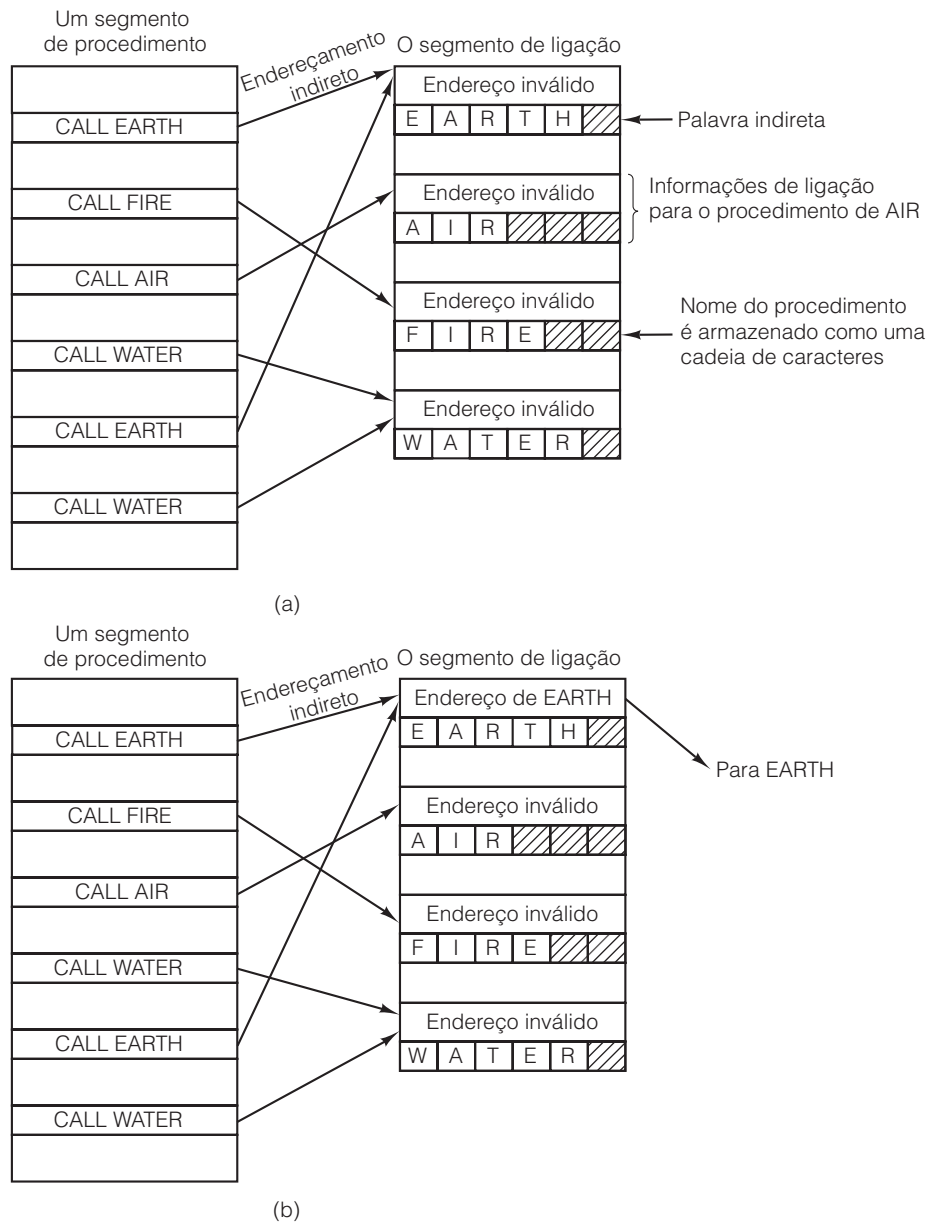 Um segmento
de procedimento
Endereçamento
indireto
O segmento de ligação
Endereço inválido
CALL EARTH
E A R T H
Palavra indireta
CALL FIRE
Endereço inválido
A I R
Informações de ligação
para o procedimento de AIR
CALL AIR
Endereço inválido
F I R E
Nome do procedimento
é armazenado como uma
cadeia de caracteres
CALL WATER
Endereço inválido
CALL EARTH
W A T E R
CALL WATER
(a)
Um segmento
de procedimento
Endereçamento
indireto
O segmento de ligação
Endereço de EARTH
CALL EARTH
E A R T H
Para EARTH
CALL FIRE
Endereço inválido
A I R
CALL AIR
Endereço inválido
F I R E
CALL WATER
Endereço inválido
CALL EARTH
W A T E R
CALL WATER
(b)